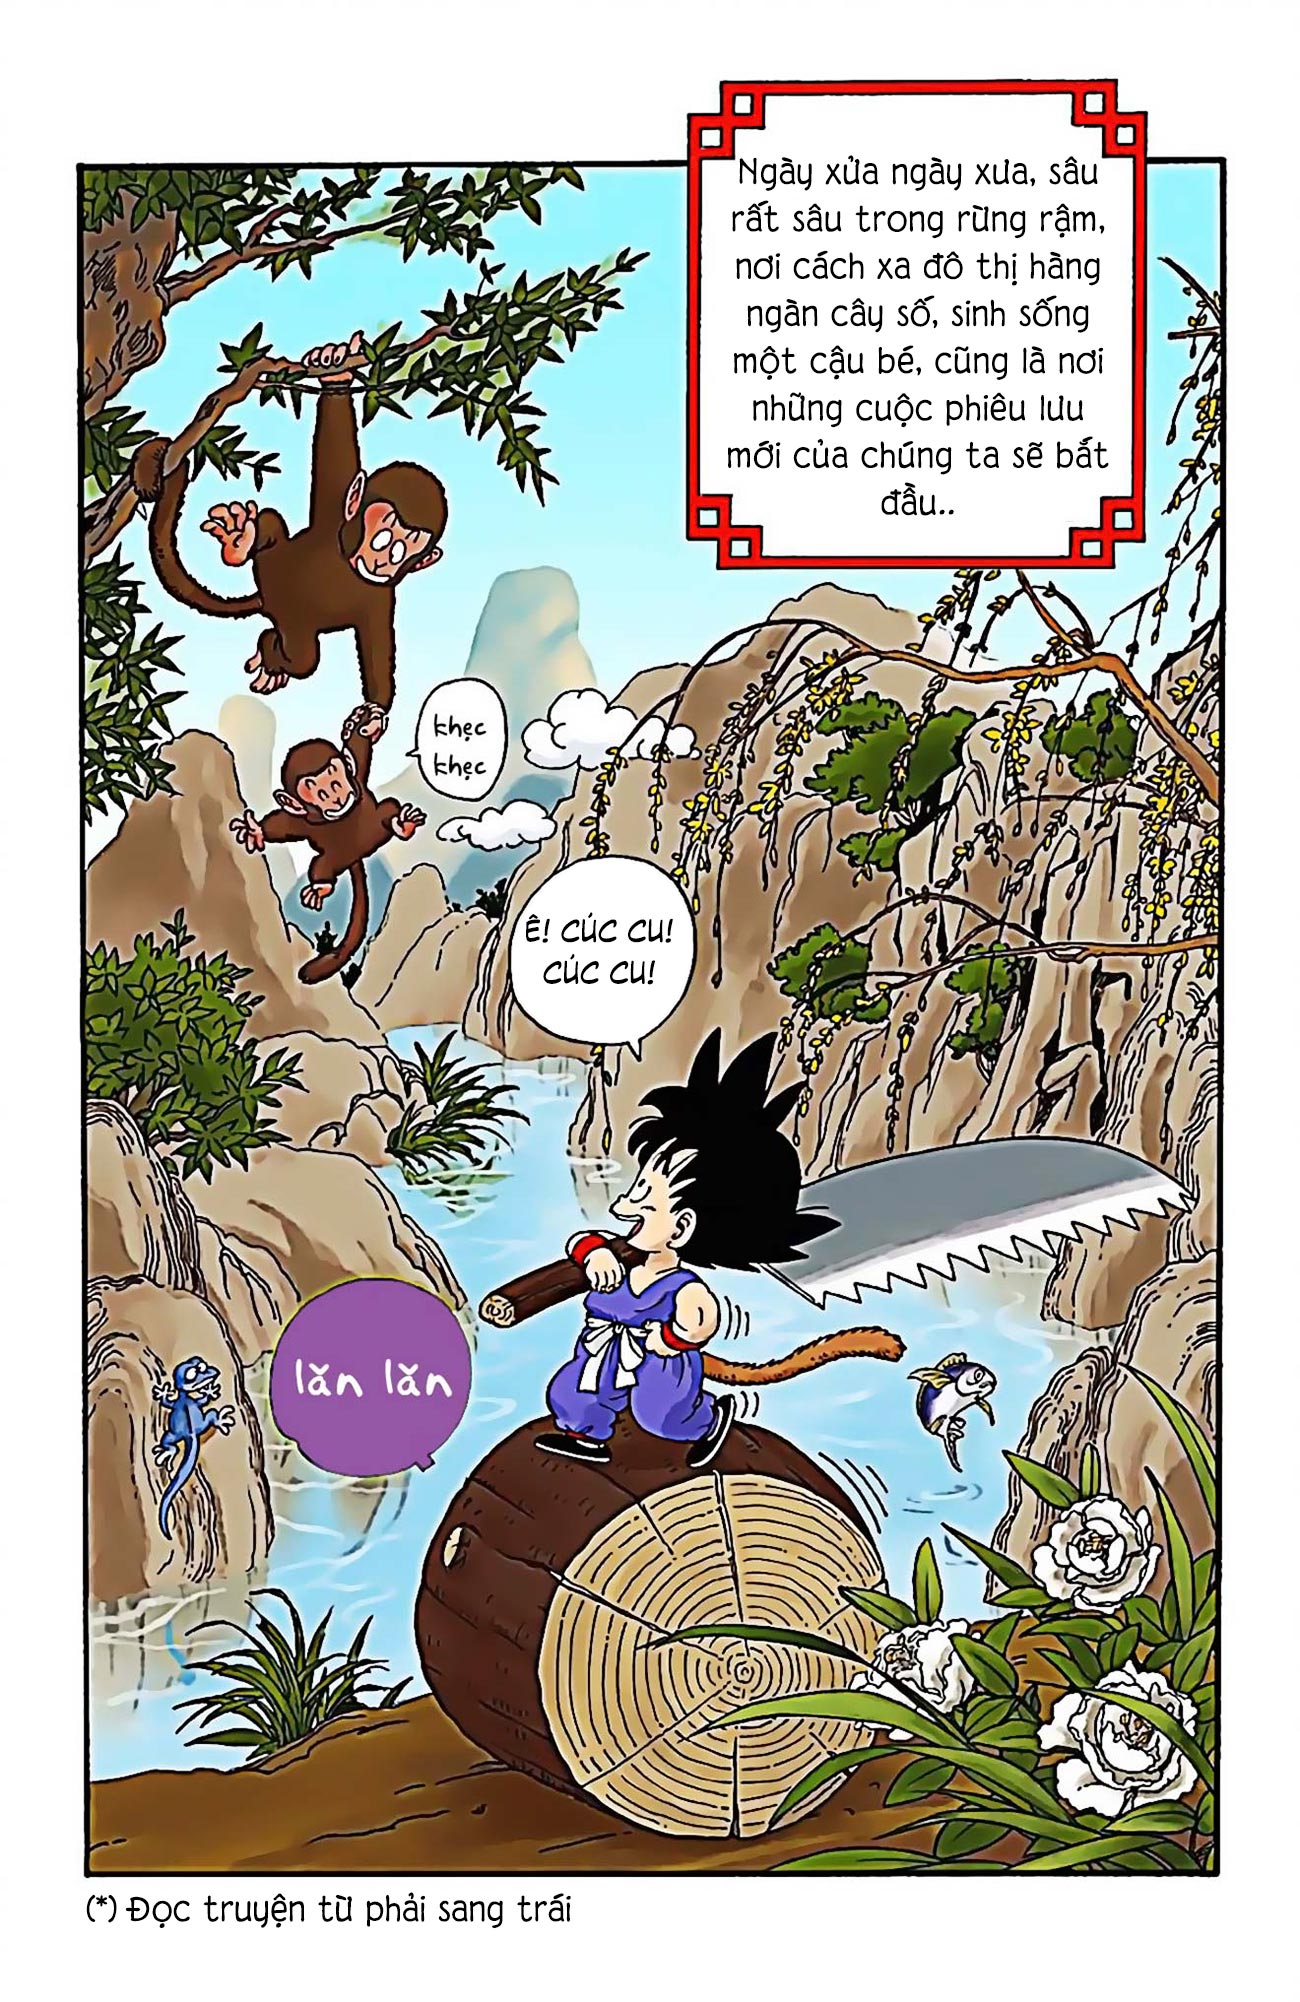 Ngày xửa ngày xưa, sâu
rất sâu trong rừng rậm,
nơi cách xa đô thị hàng
ngàn cây số, sinh sống
một cậu bé, cũng là nơi
những cuộc phiêu lưu
mới của chúng ta sẽ bắt
đầu..
khẹc
khẹc
Ê! CÚC CU!
CÚC CU!
lăn lăn
(*) Đọc truyện từ phải sang trái